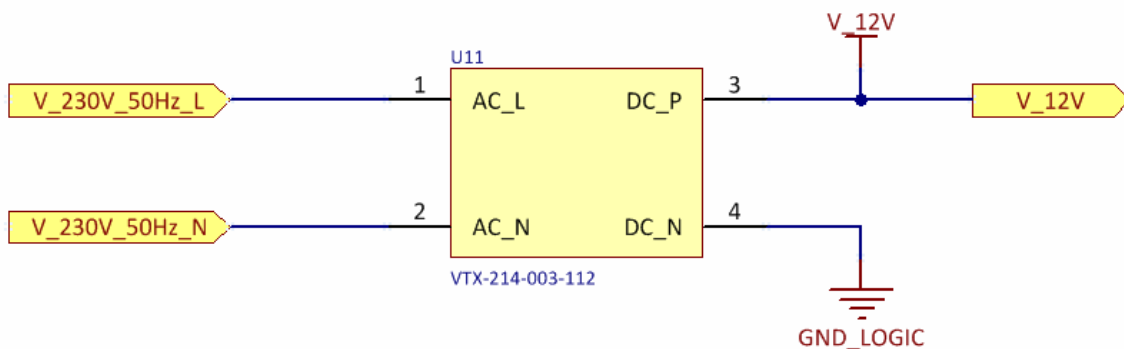 V_12V
U11
V_230V_50Hz_L
1
AC_L
DC_P
3
V_12V
V_230V_50Hz_N
2
AC_N
DC_N
4
VTX-214-003-112
GND_LOGIC